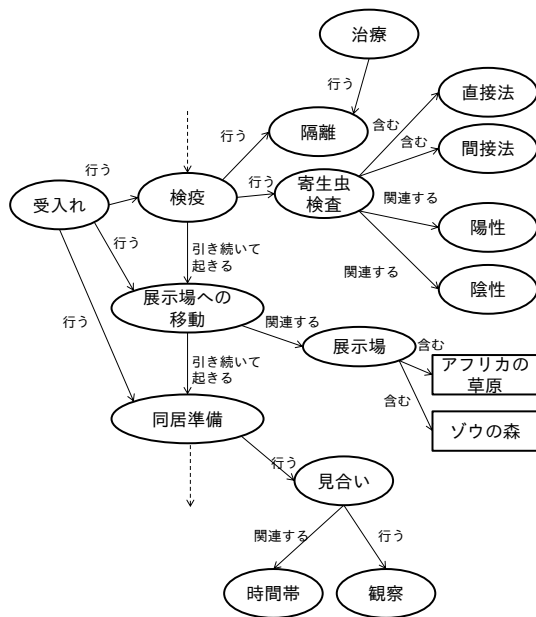 治療
行う
直接法
含む
行う
隔離
含む
間接法
行う
受入れ
検疫
行う
寄生虫
検査
関連する
陽性
行う
引き続いて
起きる
関連する
陰性
展示場への
移動
行う
関連する
展示場
含む
アフリカの
草原
引き続いて
起きる
含む
同居準備
ゾウの森
行う
見合い
関連する
行う
時間帯
観察